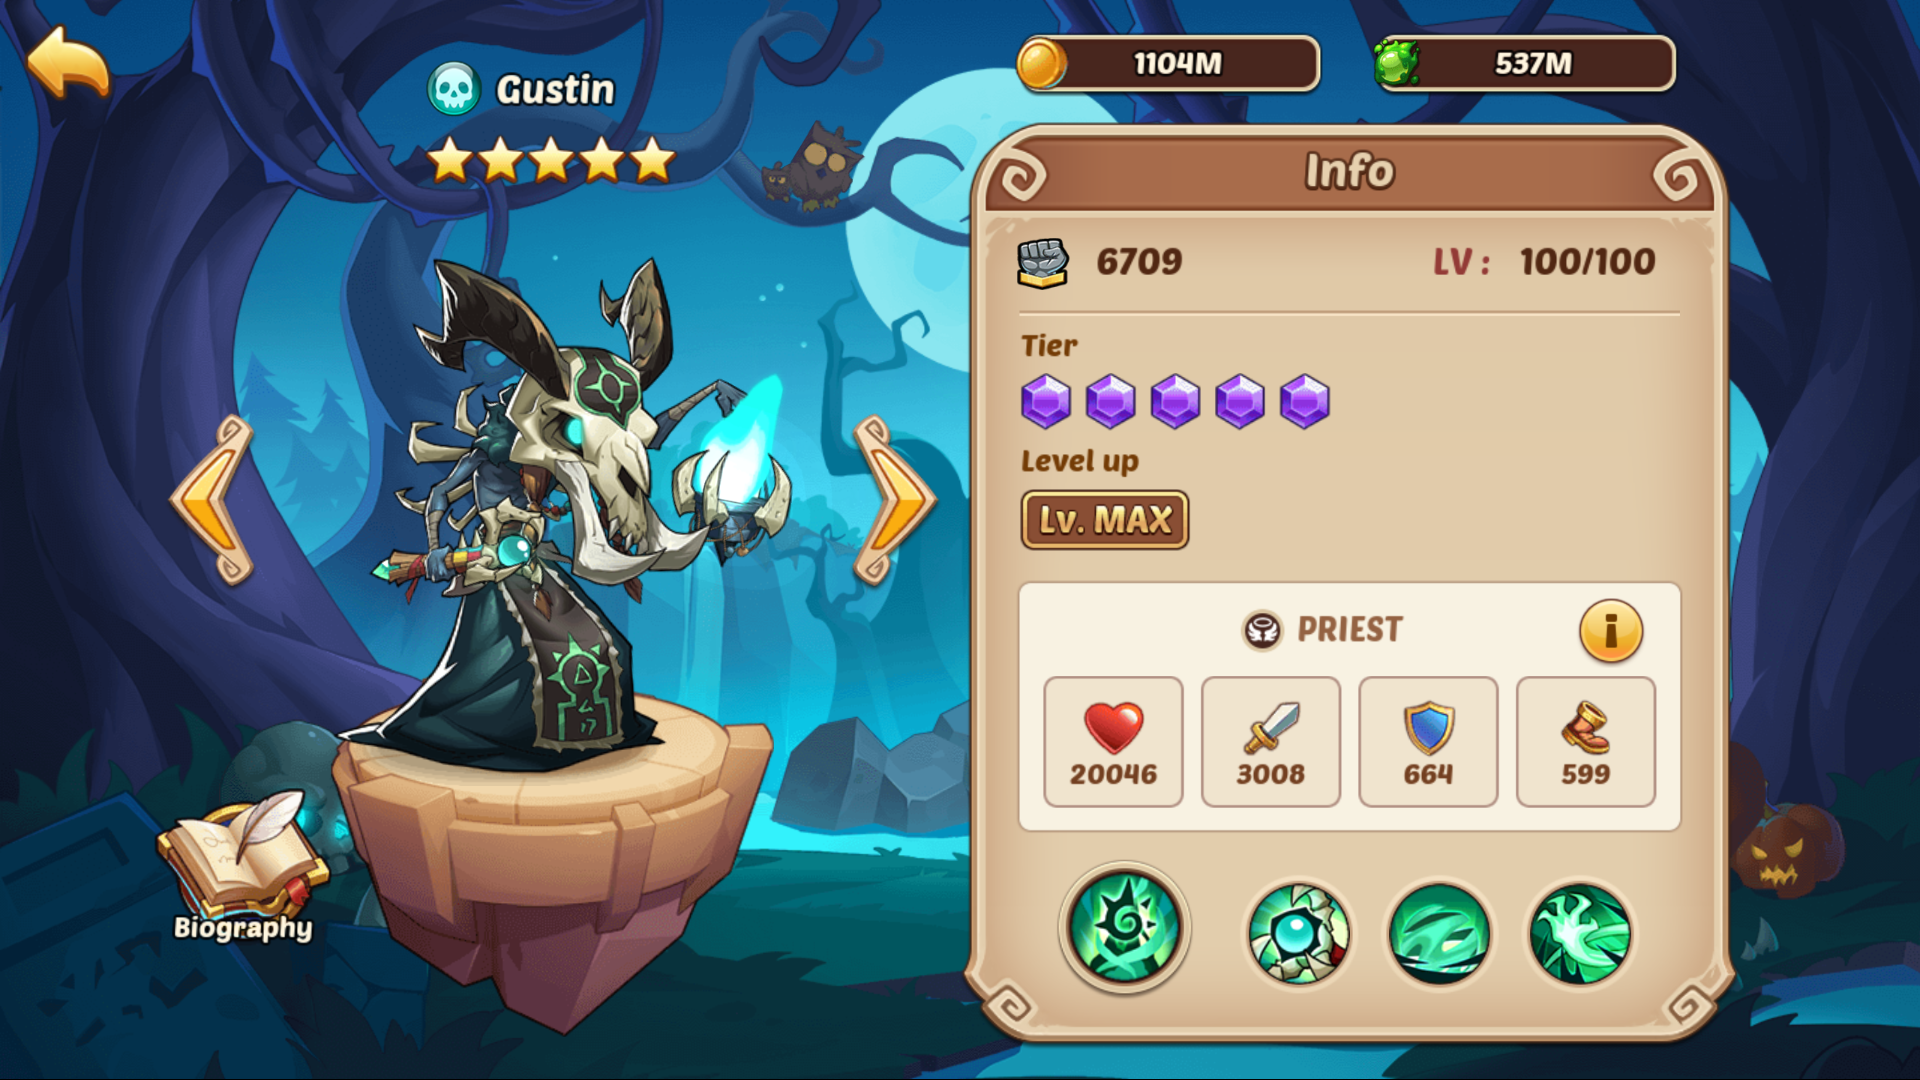 Gustin
1104M
537M
Info
6709
LV : 100/100
Tier
Level up
Lv. MAX
PRIEST
i
20046
3008
664
599
Biography